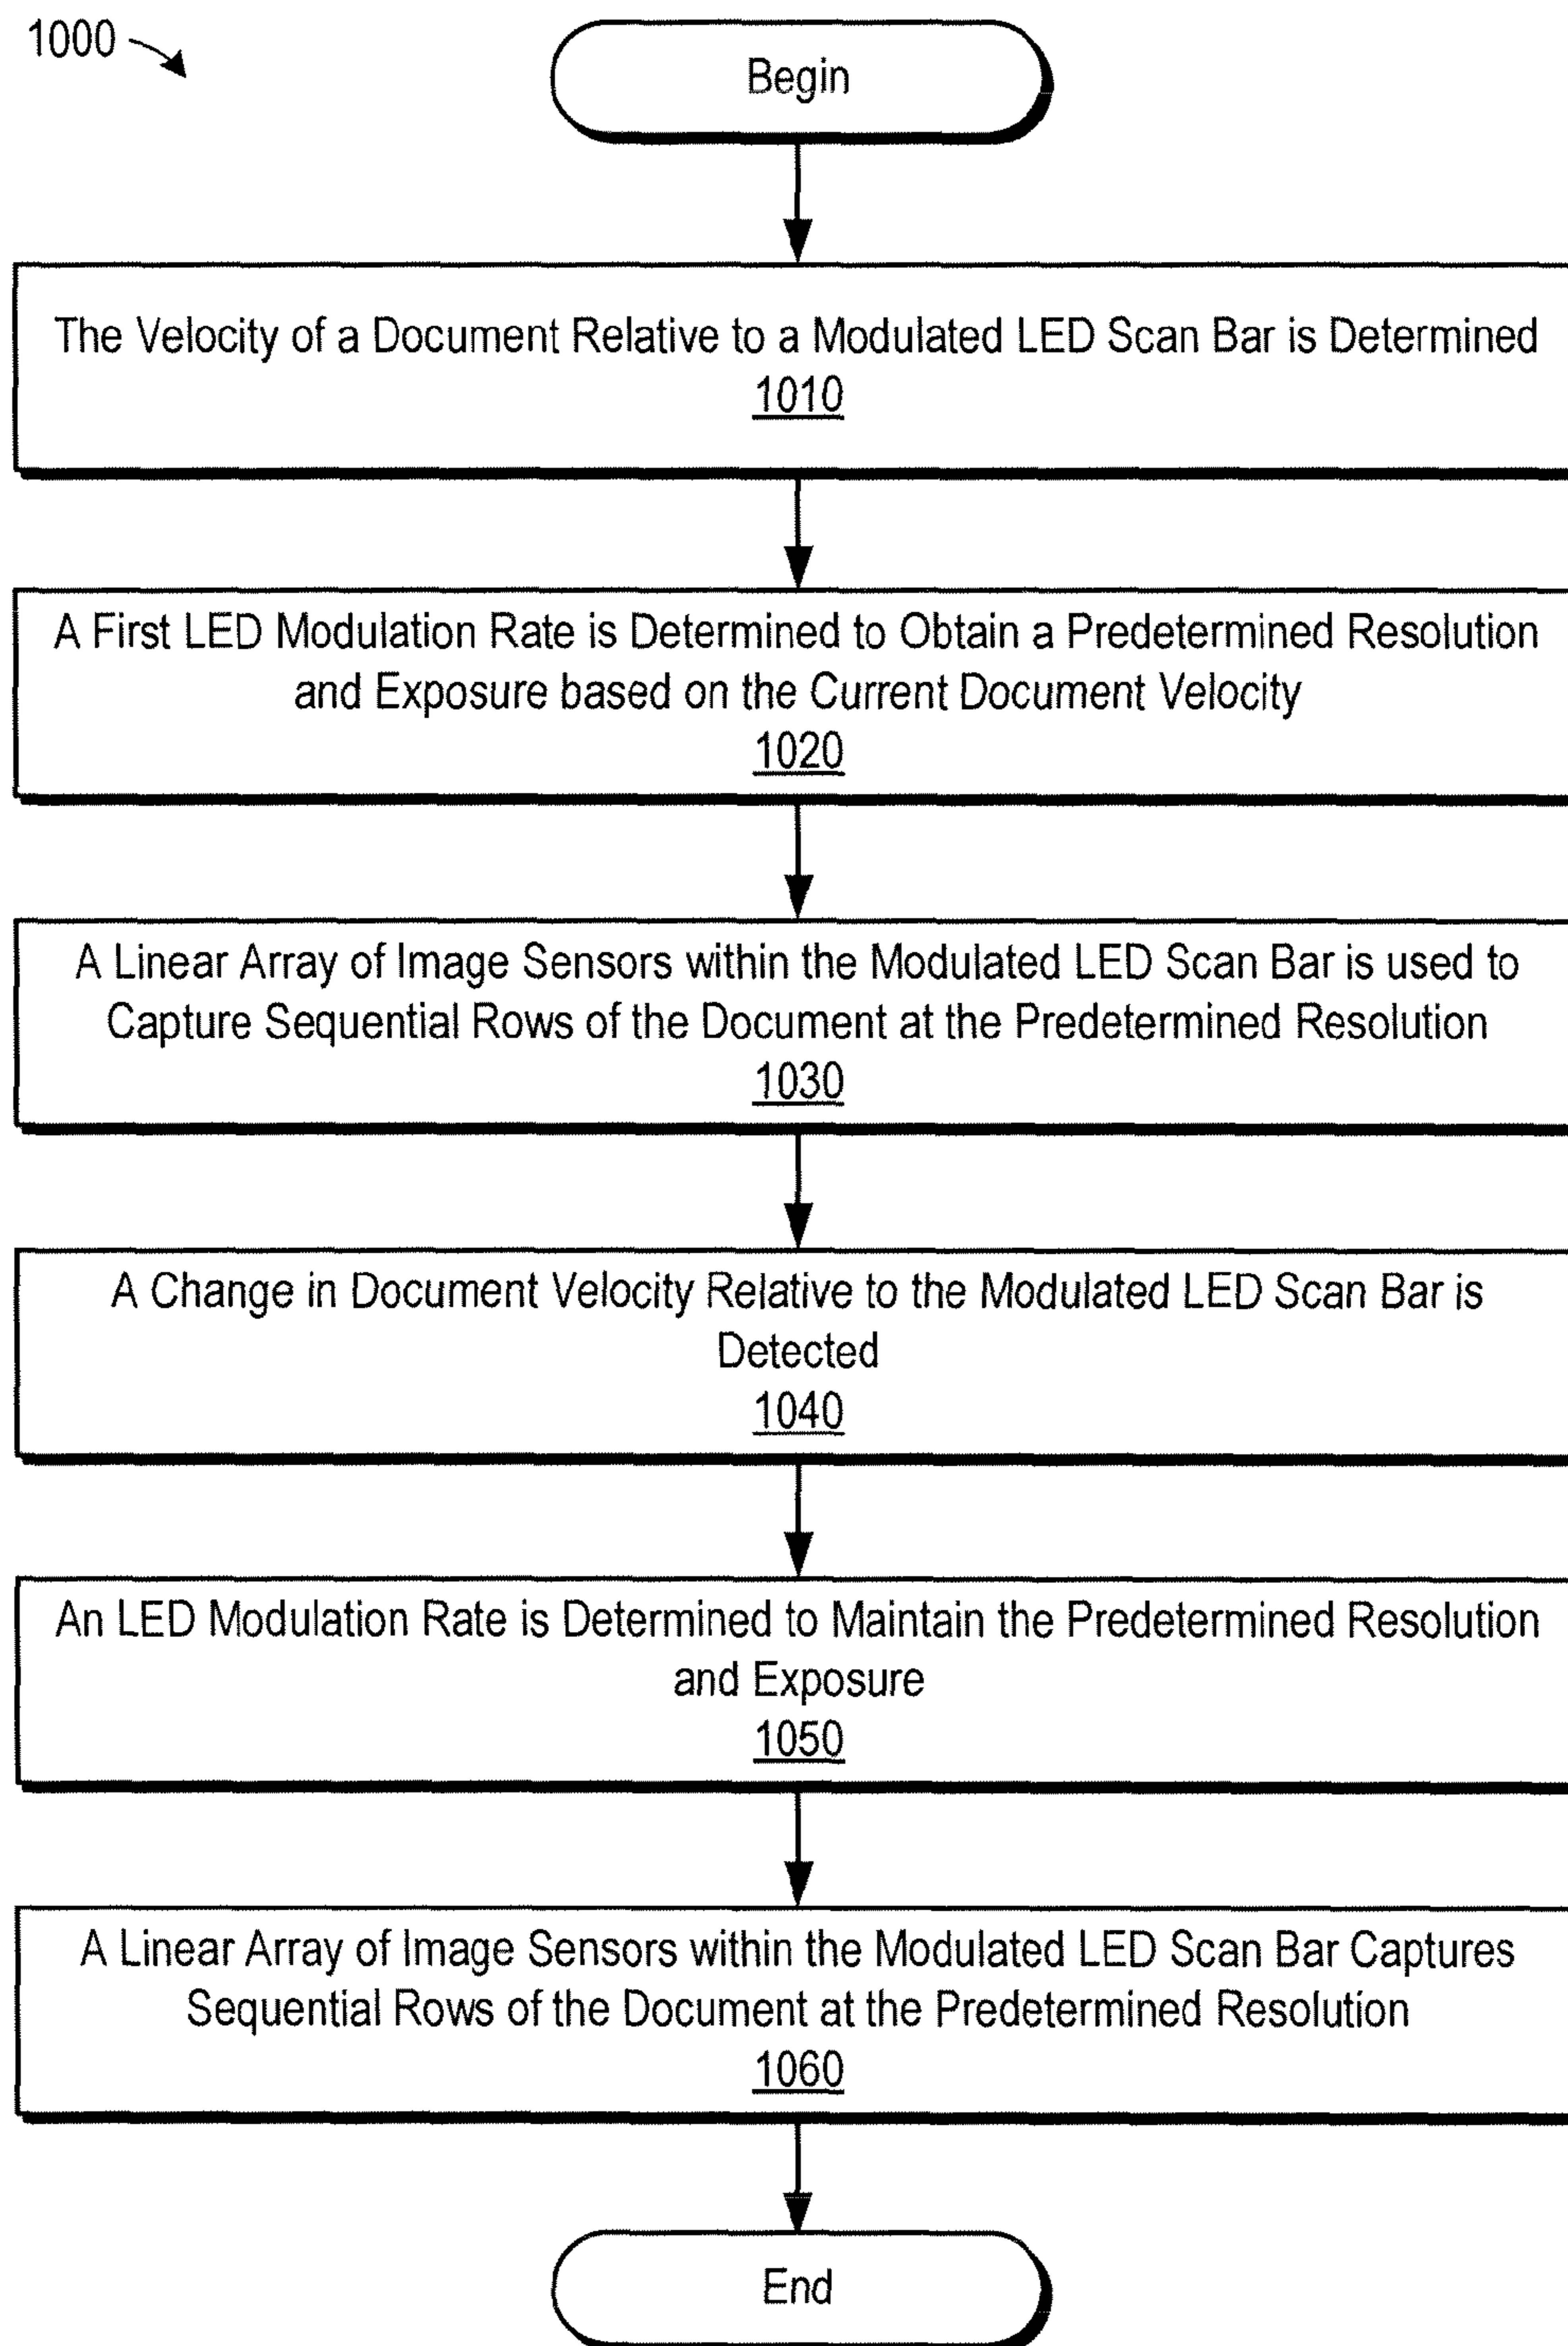 1000
Begin
The Velocity of a Document Relative to a Modulated LED Scan Bar is Determined
1010
A First LED Modulation Rate is Determined to Obtain a Predetermined Resolution
and Exposure based on the Current Document Velocity
1020
A Linear Array of Image Sensors within the Modulated LED Scan Bar is used to
Capture Sequential Rows of the Document at the Predetermined Resolution
1030
A Change in Document Velocity Relative to the Modulated LED Scan Bar is
Detected
1040
An LED Modulation Rate is Determined to Maintain the Predetermined Resolution
and Exposure
1050
A Linear Array of Image Sensors within the Modulated LED Scan Bar Captures
Sequential Rows of the Document at the Predetermined Resolution
1060
End